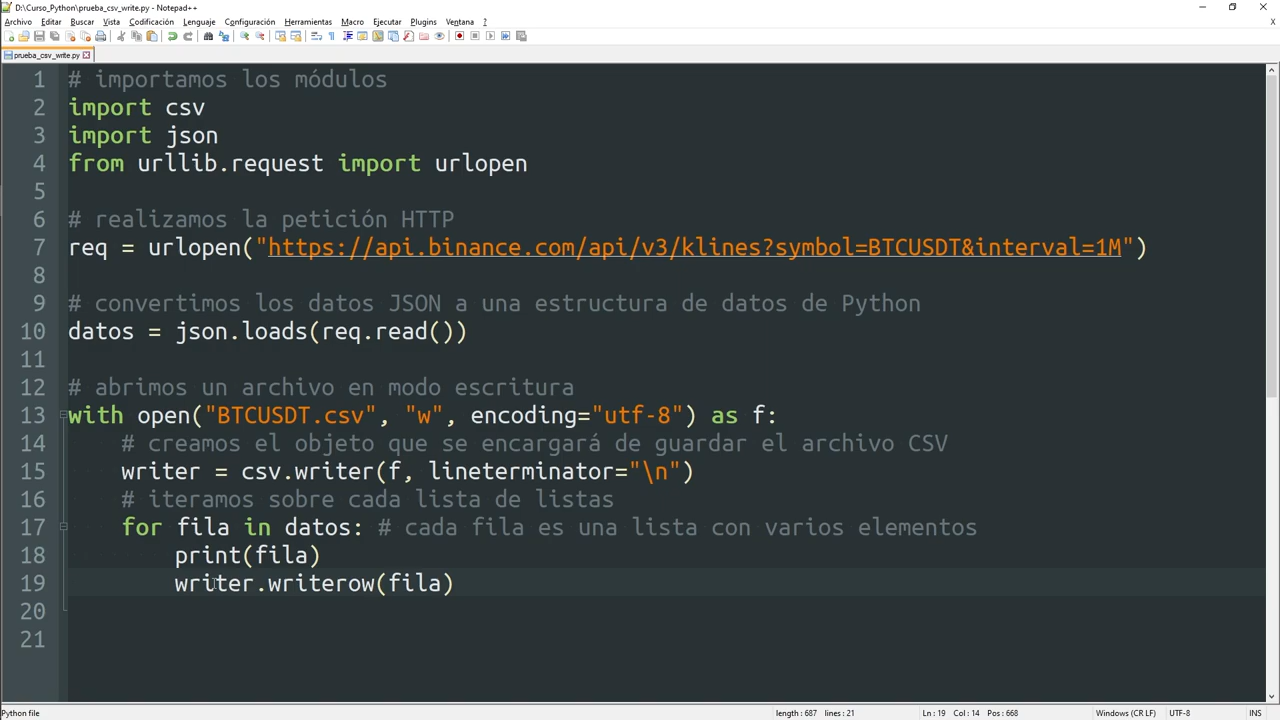 D:\Curso_Python\prueba_csv_write.py - Notepad++
Archivo Editar Buscar Vista Codificación Lenguaje Configuración Herramientas Macro Ejecutar Plugins Ventana ?
X
prueba_csv_write.py
1 # importamos los módulos
2 import csv
3 import json
4 from urllib.request import urlopen
5
6 # realizamos la petición HTTP
7 req = urlopen("https://api.binance.com/api/v3/klines?symbol=BTCUSDT&interval=1M")
8
9 # convertimos los datos JSON a una estructura de datos de Python
10 datos = json.loads(req.read())
11
12 # abrimos un archivo en modo escritura
13 with open("BTCUSDT.csv", "w", encoding="utf-8") as f:
14     # creamos el objeto que se encargará de guardar el archivo CSV
15     writer = csv.writer(f, lineterminator="\n")
16     # iteramos sobre cada lista de listas
17     for fila in datos: # cada fila es una lista con varios elementos
18         print(fila)
19         writer.writerow(fila)
20
21
Python file length : 687 lines : 21 Ln : 19 Col : 14 Pos : 668 Windows (CR LF) UTF-8 INS